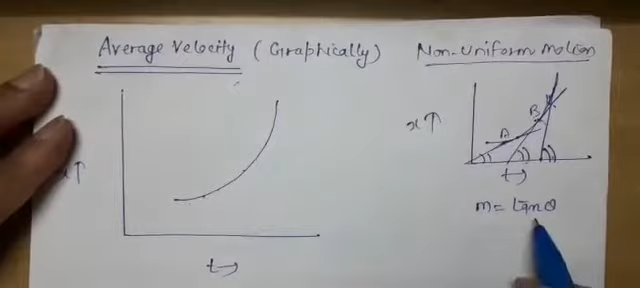 Average Velocity (Graphically)
x↑
t→
Non-uniform motion
x↑
A
B
t→
m = tanθ